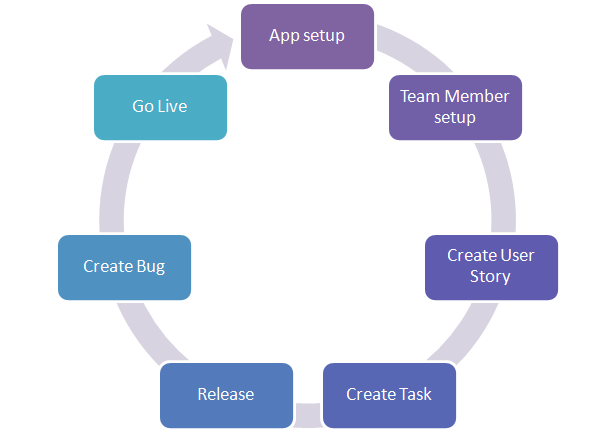 App setup
Team Member
setup
Create User
Story
Create Task
Release
Create Bug
Go Live